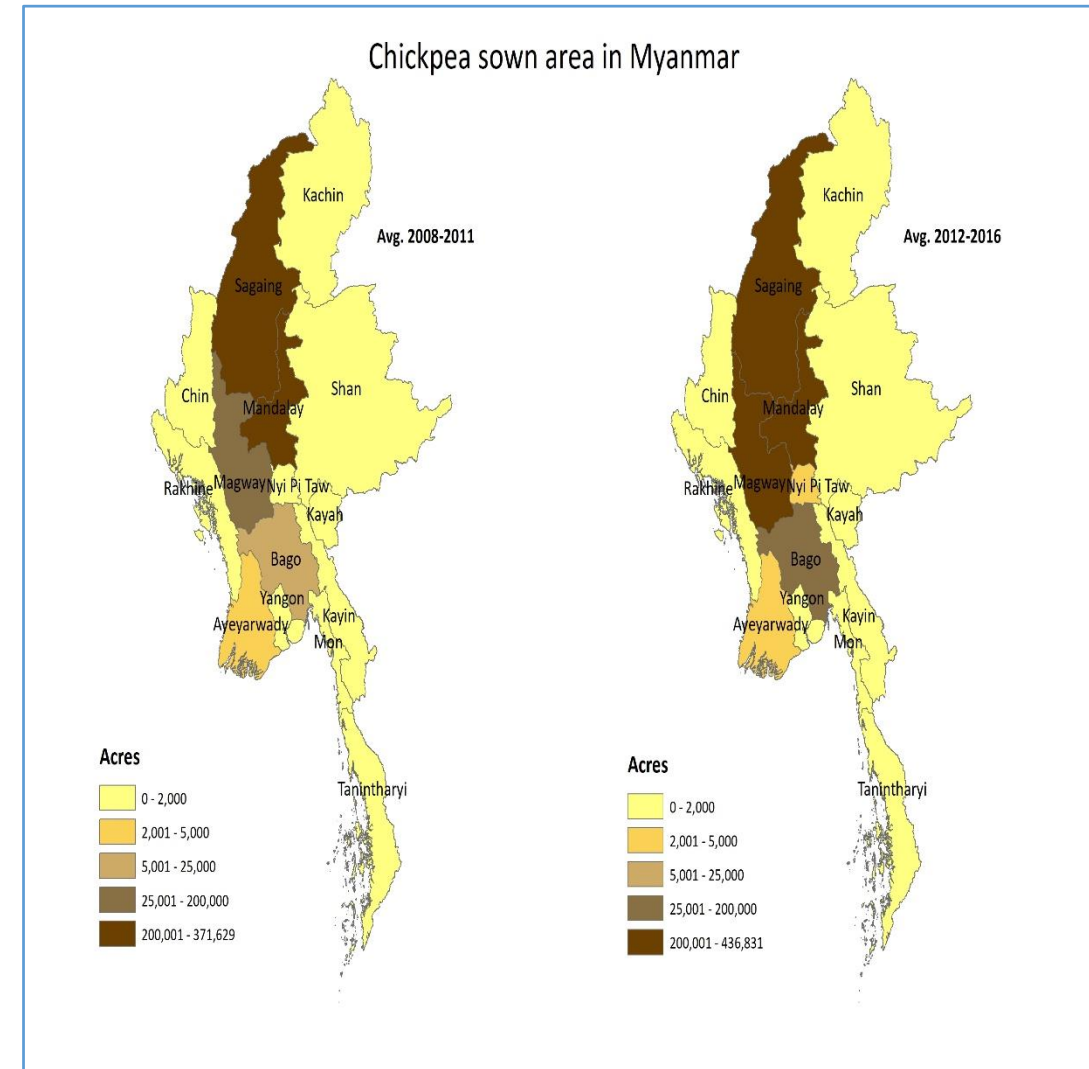 Chickpea sown area in Myanmar
Kachin
Avg. 2008-2011
Sagaing
Chin
Shan
Mandalay
Rakhine
Magway
Nyi Pi Taw
Kayah
Bago
Yangon
Ayeyarwady
Kayin
Mon
Tanintharyi
Acres
0 - 2,000
2,001 - 5,000
5,001 - 25,000
25,001 - 200,000
200,001 - 371,629
Kachin
Avg. 2012-2016
Sagaing
Chin
Shan
Mandalay
Rakhine
Magway
Nyi Pi Taw
Kayah
Bago
Yangon
Ayeyarwady
Kayin
Mon
Tanintharyi
Acres
0 - 2,000
2,001 - 5,000
5,001 - 25,000
25,001 - 200,000
200,001 - 436,831